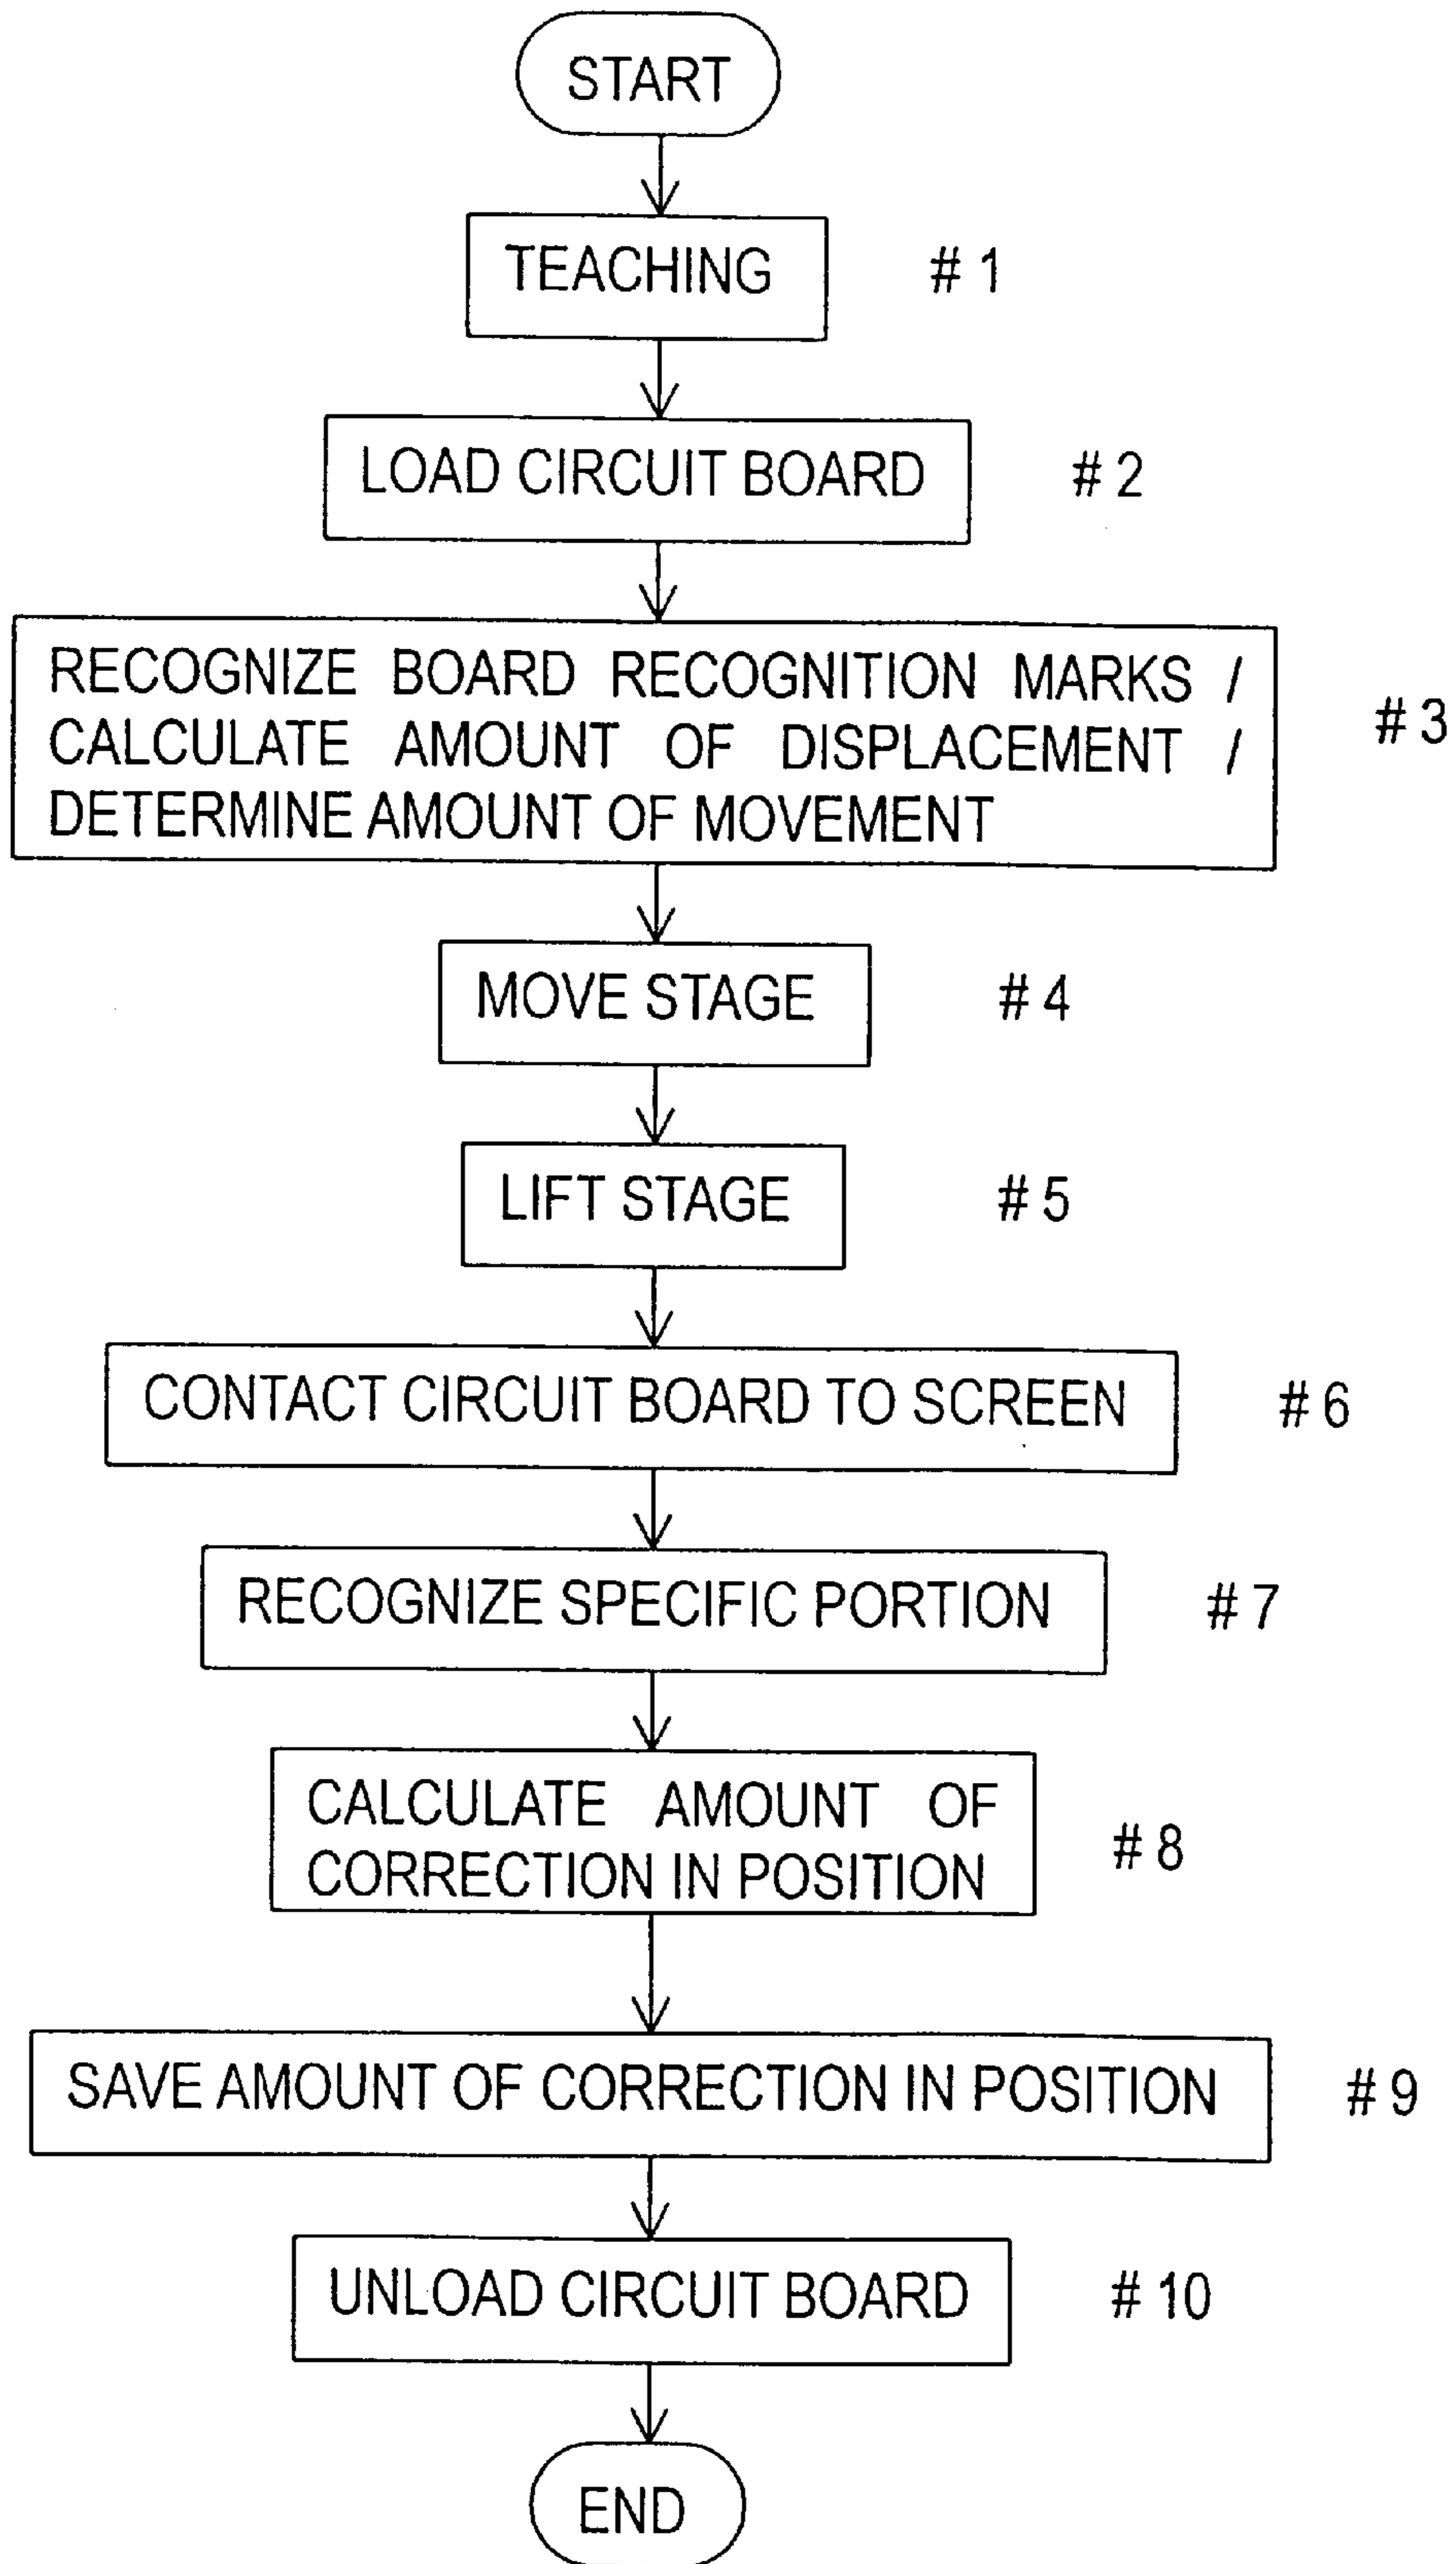 START
TEACHING
# 1
LOAD CIRCUIT BOARD
# 2
RECOGNIZE BOARD RECOGNITION MARKS /
CALCULATE AMOUNT OF DISPLACEMENT /
DETERMINE AMOUNT OF MOVEMENT
# 3
MOVE STAGE
# 4
LIFT STAGE
# 5
CONTACT CIRCUIT BOARD TO SCREEN
# 6
RECOGNIZE SPECIFIC PORTION
# 7
CALCULATE AMOUNT OF
CORRECTION IN POSITION
# 8
SAVE AMOUNT OF CORRECTION IN POSITION
# 9
UNLOAD CIRCUIT BOARD
# 10
END